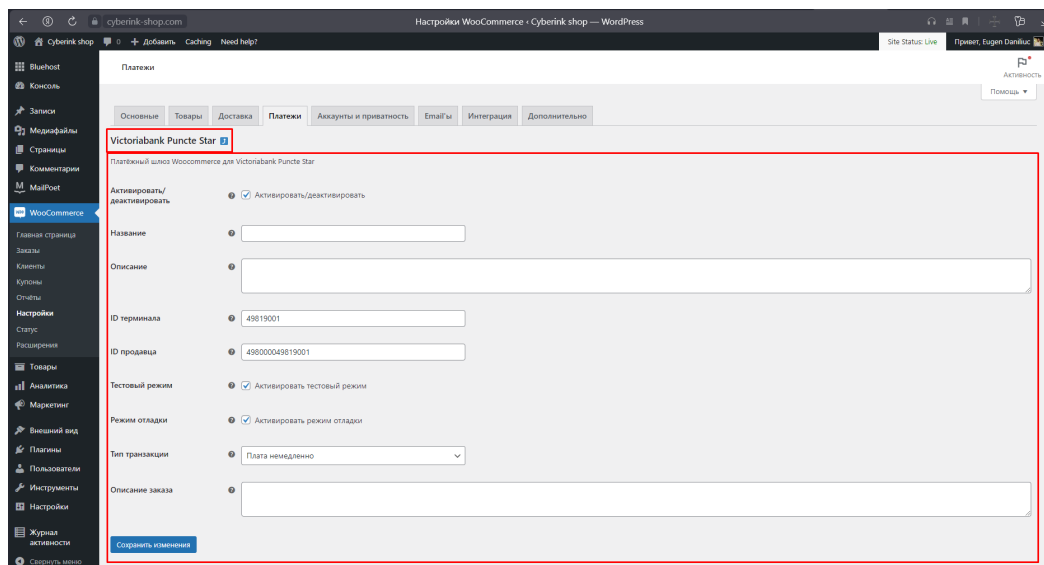 cyberink-shop.com
Настройки WooCommerce ‹ Cyberink shop — WordPress
Cyberink shop
0
Добавить
Caching
Need help?
Site Status: Live
Привет, Eugen Daniliuc
Bluehost
Консоль
Записи
Медиафайлы
Страницы
Комментарии
MailPoet
WooCommerce
Главная страница
Заказы
Клиенты
Купоны
Отчёты
Настройки
Статус
Расширения
Товары
Аналитика
Маркетинг
Внешний вид
Плагины
Пользователи
Инструменты
Настройки
Журнал
активности
Свернуть меню
Платежи
Активность
Помощь
Основные
Товары
Доставка
Платежи
Аккаунты и приватность
Email'ы
Интеграция
Дополнительно
Victoriabank Puncte Star
Платёжный шлюз Woocommerce для Victoriabank Puncte Star
Активировать/
деактивировать
Активировать/деактивировать
Название
Описание
ID терминала
49819001
ID продавца
498000049819001
Тестовый режим
Активировать тестовый режим
Режим отладки
Активировать режим отладки
Тип транзакции
Плата немедленно
Описание заказа
Сохранить изменения